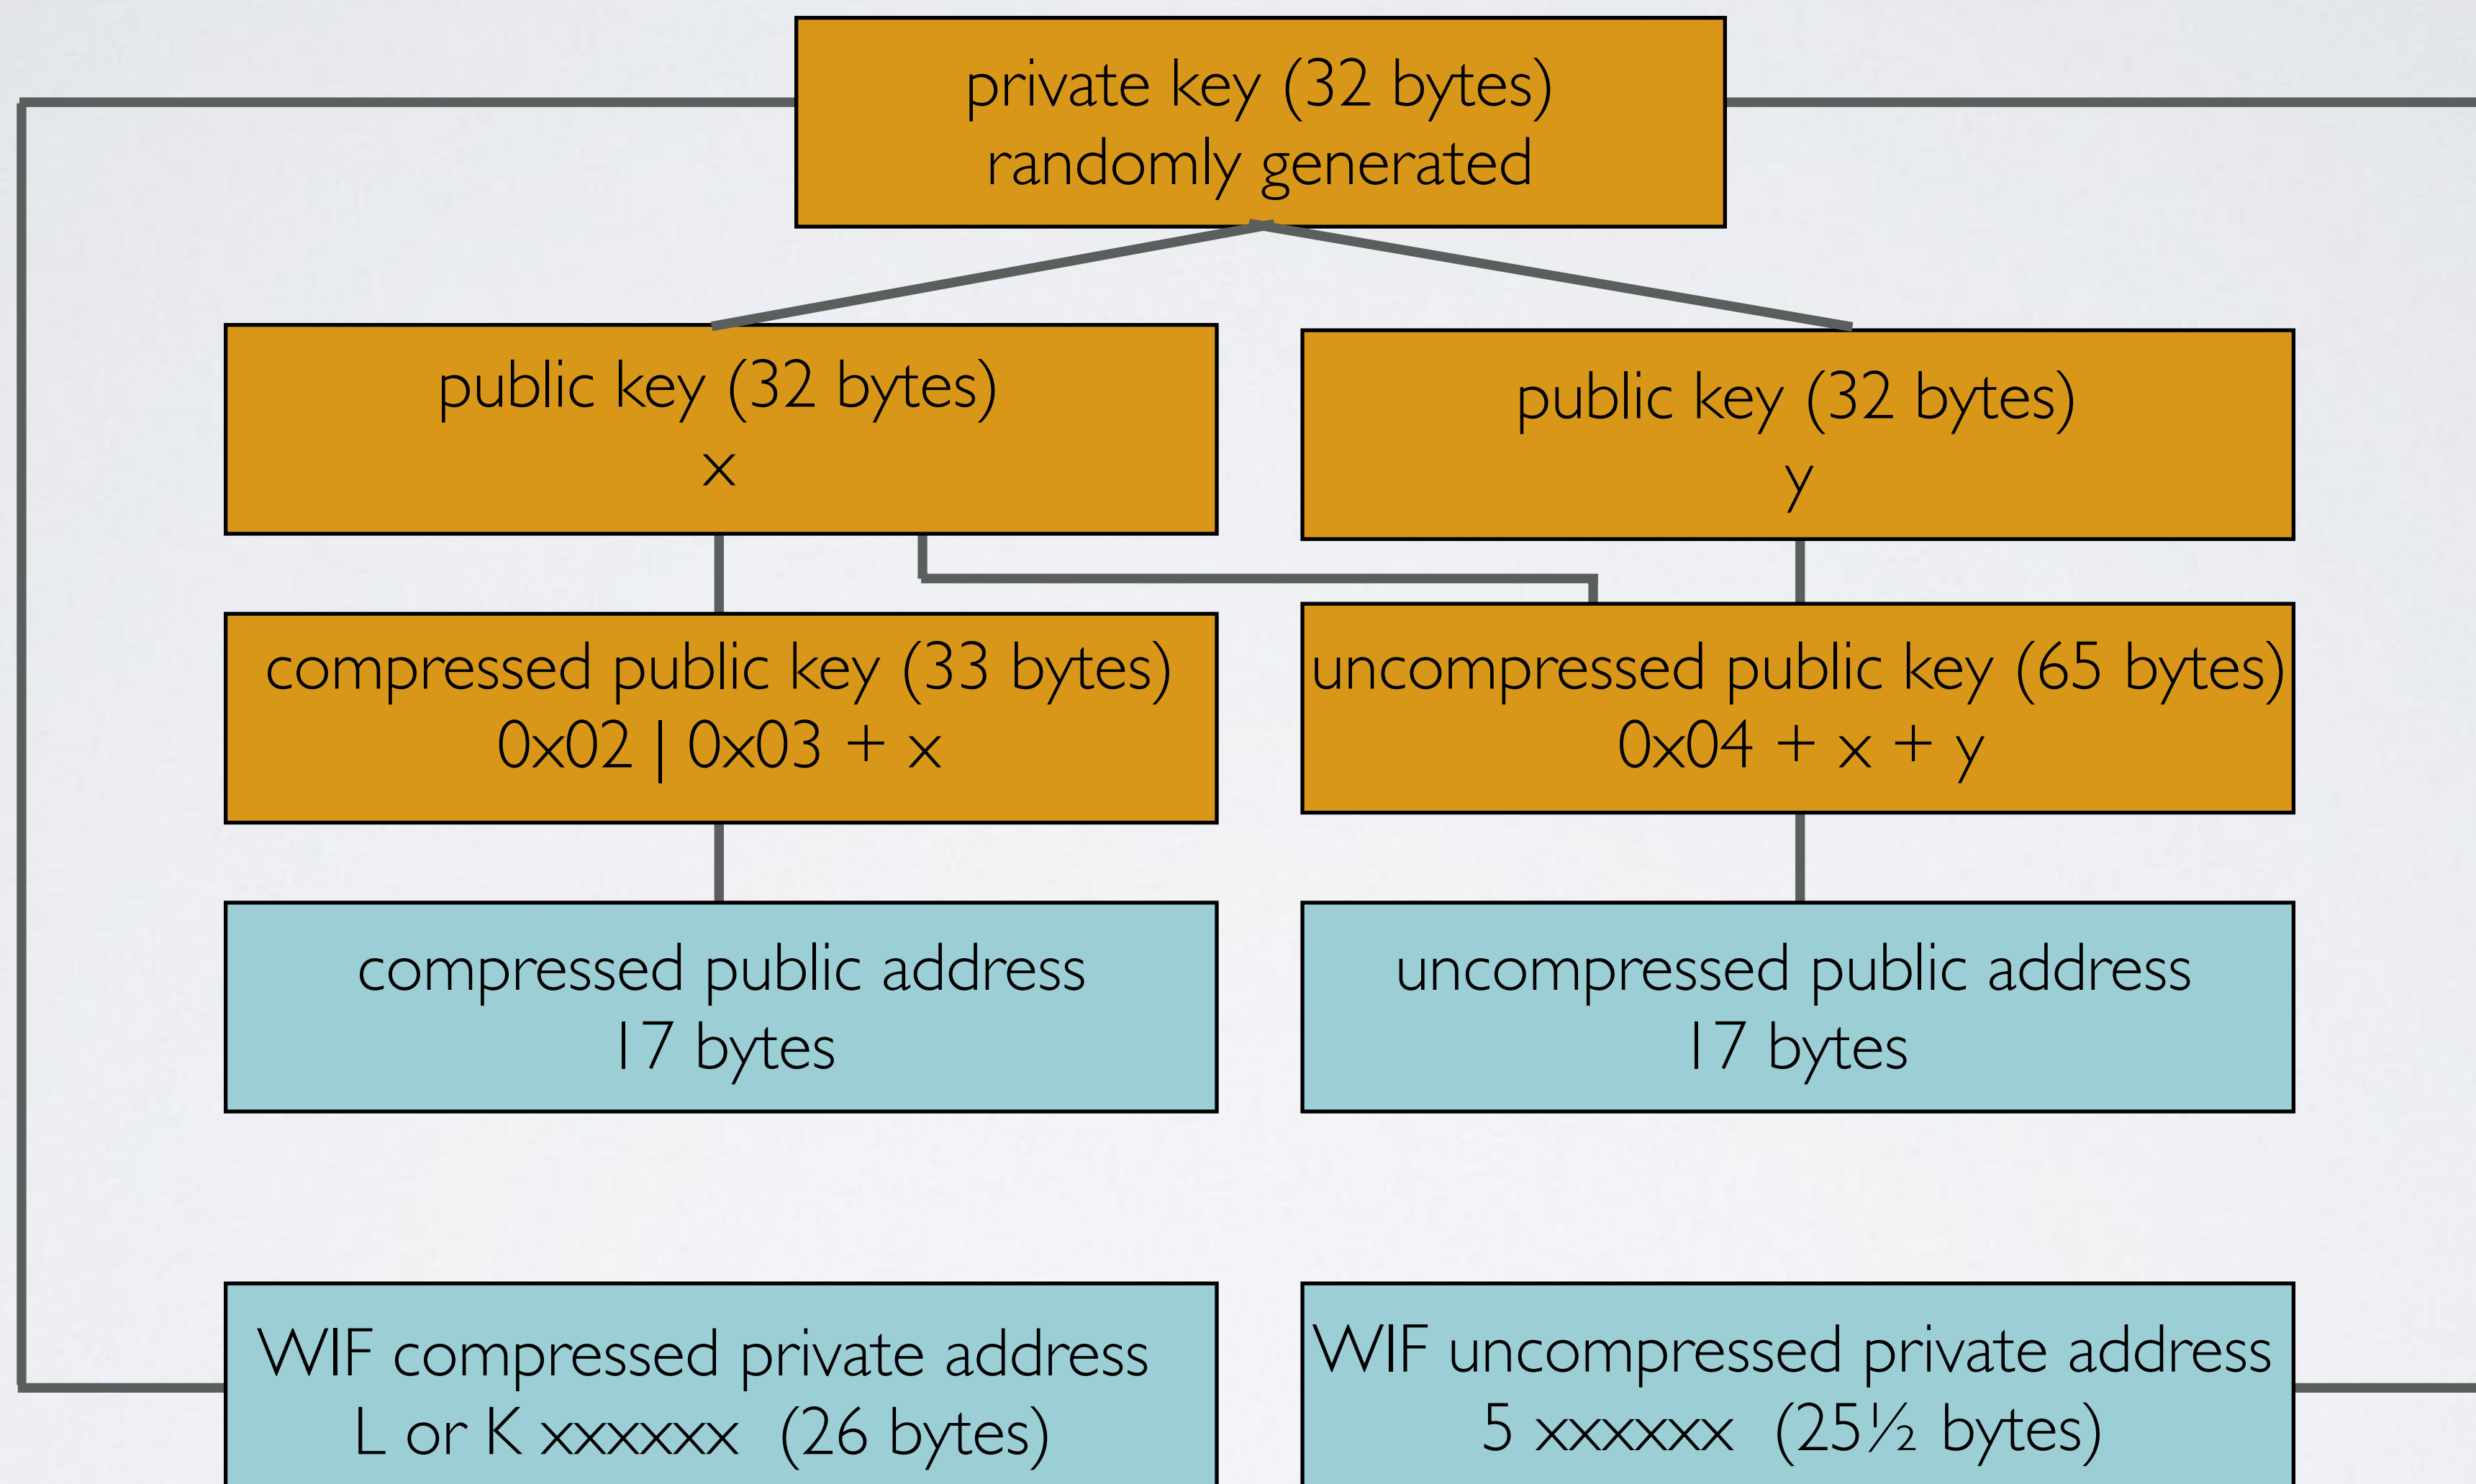 private key (32 bytes)
randomly generated
public key (32 bytes)
x
public key (32 bytes)
y
compressed public key (33 bytes)
0x02 | 0x03 + x
uncompressed public key (65 bytes)
0x04 + x + y
compressed public address
17 bytes
uncompressed public address
17 bytes
WIF compressed private address
L or K xxxxxx (26 bytes)
WIF uncompressed private address
5 xxxxxx (25½ bytes)